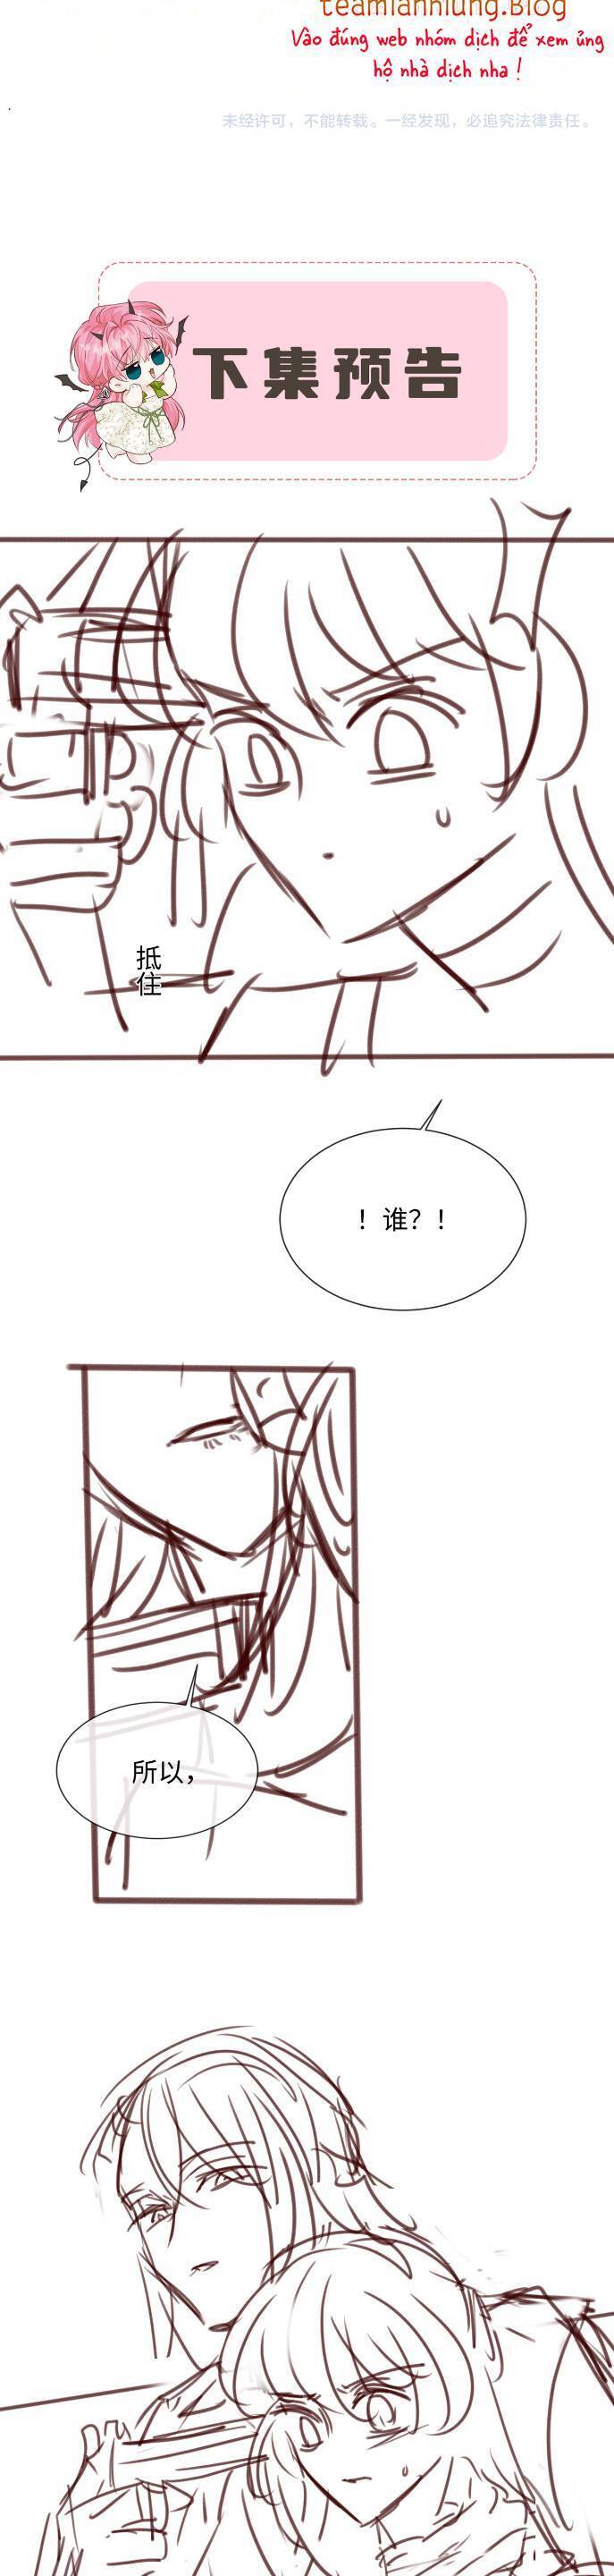 teamlanhlung.Blog
Vào đúng web nhóm dịch để xem ủng
hộ nhà dịch nha !
未经许可，不能转载。一经发现，必追究法律责任。
下集预告
抵住
！谁？！
所以，